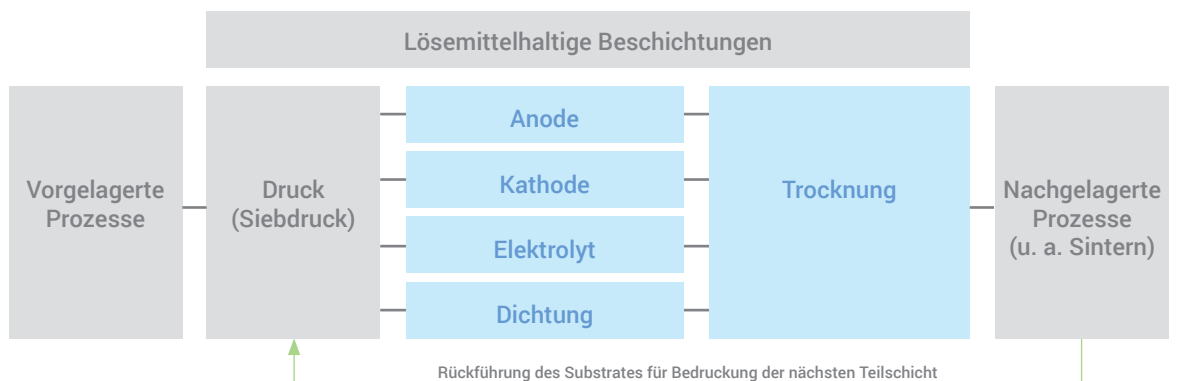 Lösemittelhaltige Beschichtungen
Vorgelagerte
Prozesse
Druck
(Siebdruck)
Anode
Kathode
Elektrolyt
Dichtung
Trocknung
Nachgelagerte
Prozesse
(u. a. Sintern)
Rückführung des Substrates für Bedruckung der nächsten Teilschicht